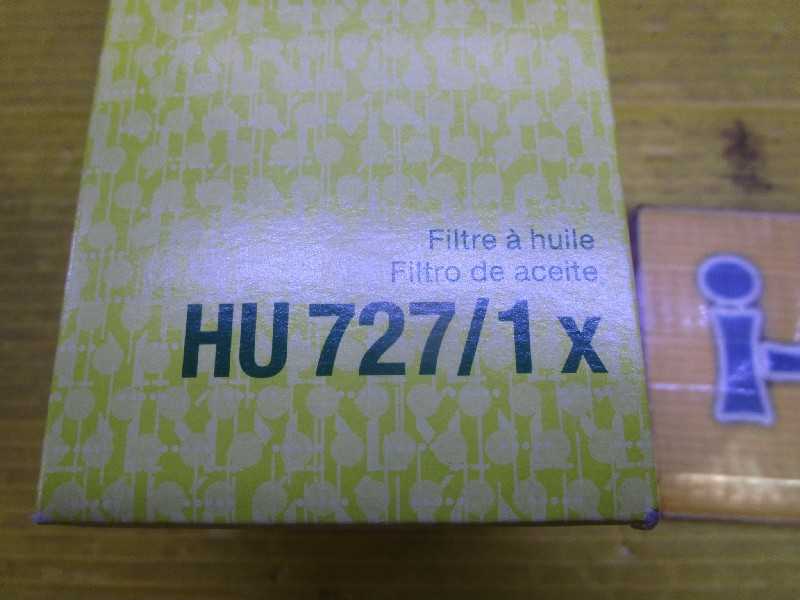 Filtre à huile
Filtro de aceite
HU 727/1 x